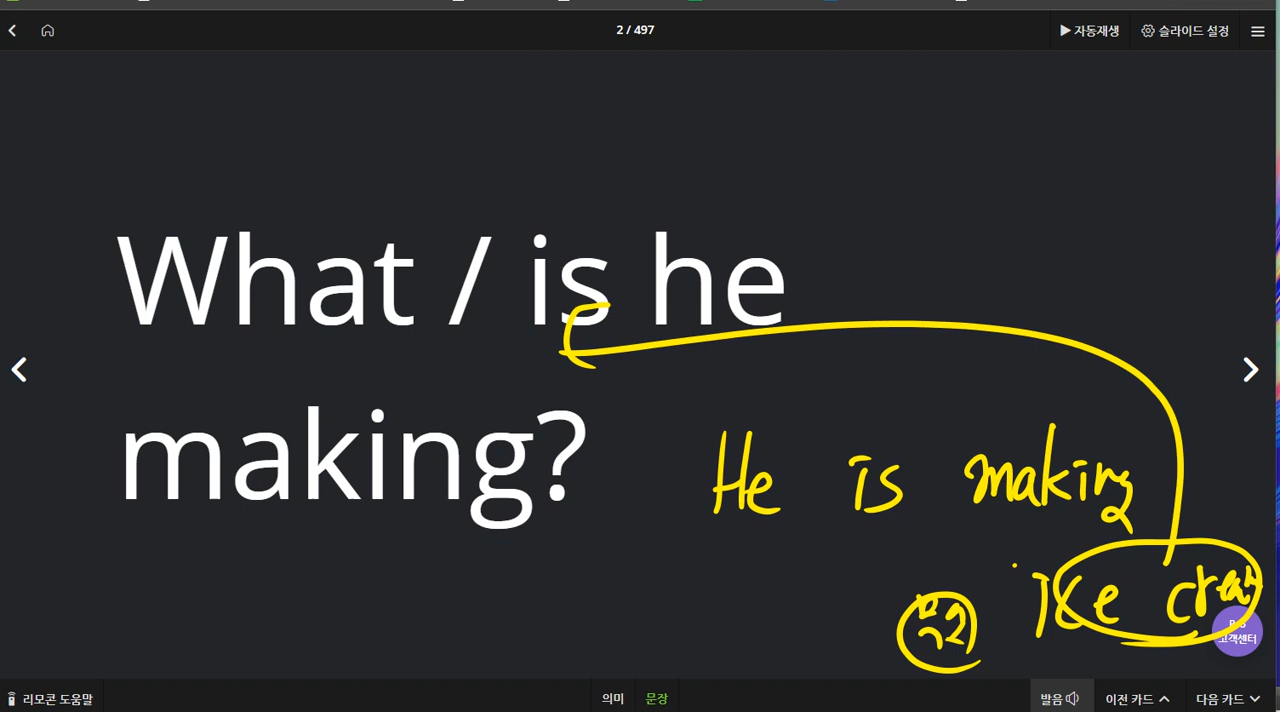 2 / 497
자동재생
슬라이드 설정
What / is he
making?
He is making
Ice cream
목적
고객센터
리모콘 도움말
의미
문장
발음
이전 카드
다음 카드